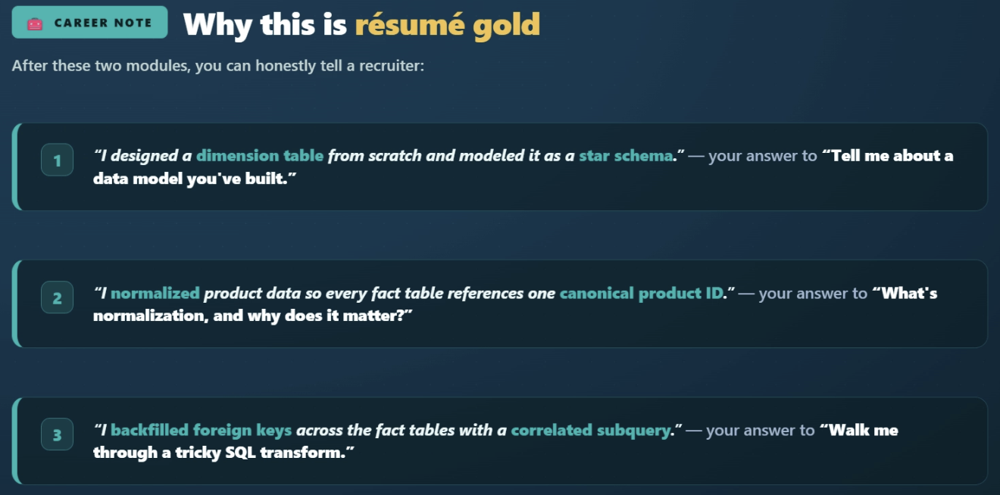 CAREER NOTE Why this is résumé gold
After these two modules, you can honestly tell a recruiter:
1 “I designed a dimension table from scratch and modeled it as a star schema.” — your answer to “Tell me about a
data model you've built.”
2 “I normalized product data so every fact table references one canonical product ID.” — your answer to “What's
normalization, and why does it matter?”
3 “I backfilled foreign keys across the fact tables with a correlated subquery.” — your answer to “Walk me
through a tricky SQL transform.”